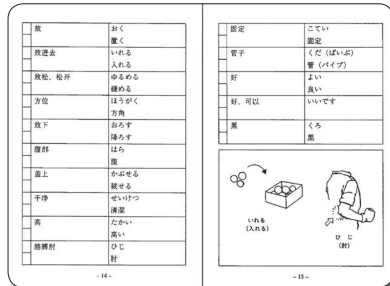 放 おく
置く
放进去 いれる
入れる
放松、松开 ゆるめる
緩める
方位 ほうがく
方角
放下 おろす
降ろす
腹部 はら
腹
盖上 かぶせる
被せる
干净 せいけつ
清潔
高 たかい
高い
胳膊肘 ひじ
肘
-14-
固定 こてい
固定
管子 くだ（ぱいぷ）
管（パイプ）
好 よい
良い
好、可以 いいです
黑 くろ
黒
いれる
（入れる）
ひじ
（肘）
-15-